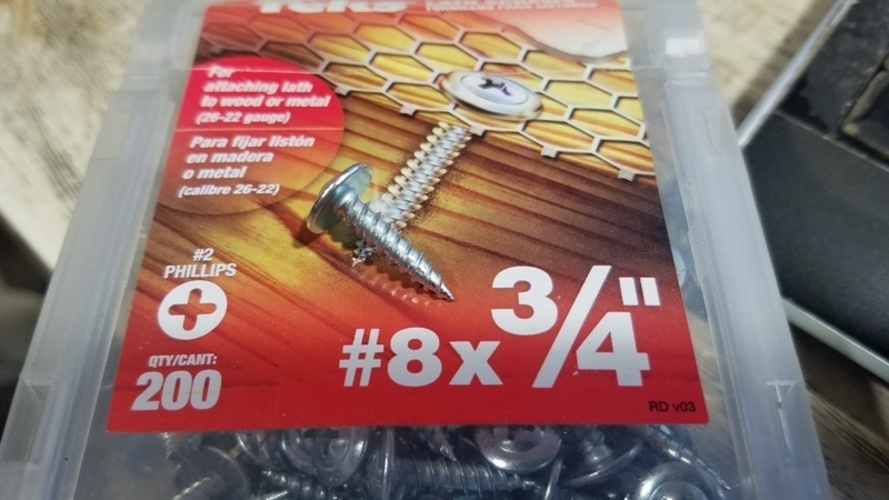 Teks
For
attaching lath
to wood or metal
(26-22 gauge)
Para fijar listón
en madera
o metal
(calibre 26-22)
#2
PHILLIPS
QTY/CANT:
200
#8 x 3/4"
RD v03